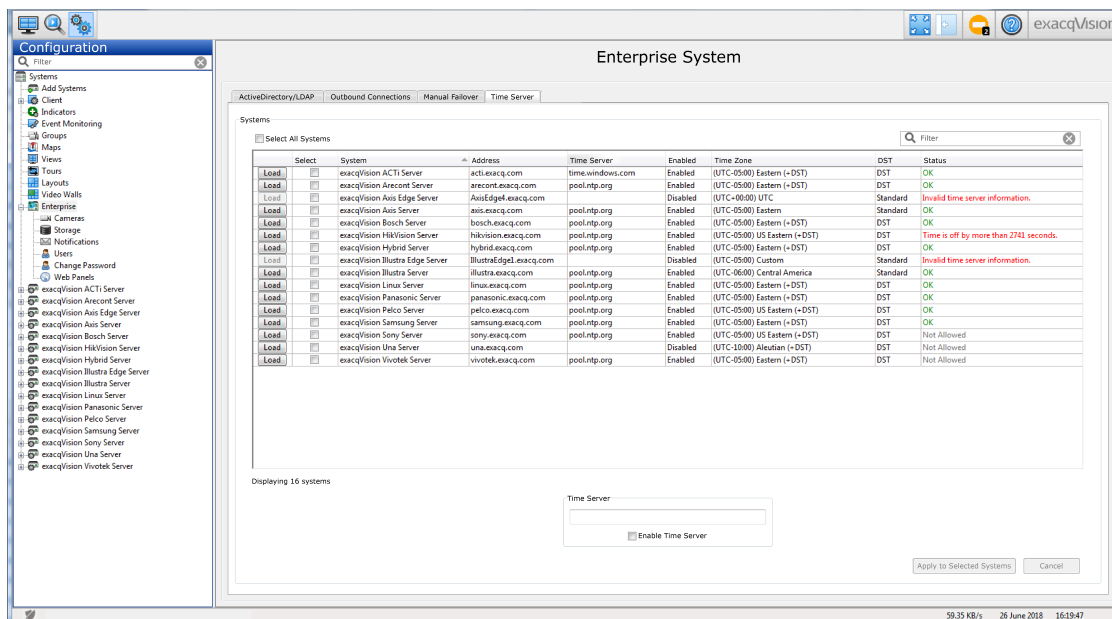 exacqVision
Configuration
Filter
Systems
Add Systems
Client
Indicators
Event Monitoring
Groups
Maps
Views
Tours
Layouts
Video Walls
Enterprise
Cameras
Storage
Notifications
Users
Change Password
Web Panels
exacqVision ACTi Server
exacqVision Arecont Server
exacqVision Axis Edge Server
exacqVision Axis Server
exacqVision Bosch Server
exacqVision HikVision Server
exacqVision Hybrid Server
exacqVision Illustra Edge Server
exacqVision Illustra Server
exacqVision Linux Server
exacqVision Panasonic Server
exacqVision Pelco Server
exacqVision Samsung Server
exacqVision Sony Server
exacqVision Una Server
exacqVision Vivotek Server
Enterprise System
ActiveDirectory/LDAP Outbound Connections Manual Failover Time Server
Systems
Select All Systems Filter
Select System Address Time Server Enabled Time Zone DST Status
Load exacqVision ACTi Server acti.exacq.com time.windows.com Enabled (UTC-05:00) Eastern (+DST) DST OK
Load exacqVision Arecont Server arecont.exacq.com pool.ntp.org Enabled (UTC-05:00) Eastern (+DST) DST OK
Load exacqVision Axis Edge Server AxisEdge4.exacq.com Disabled (UTC+00:00) UTC Standard Invalid time server information.
Load exacqVision Axis Server axis.exacq.com pool.ntp.org Enabled (UTC-05:00) Eastern Standard OK
Load exacqVision Bosch Server bosch.exacq.com pool.ntp.org Enabled (UTC-05:00) Eastern (+DST) DST OK
Load exacqVision HikVision Server hikvision.exacq.com pool.ntp.org Enabled (UTC-05:00) US Eastern (+DST) DST Time is off by more than 2741 seconds.
Load exacqVision Hybrid Server hybrid.exacq.com pool.ntp.org Enabled (UTC-05:00) Eastern (+DST) DST OK
Load exacqVision Illustra Edge Server IllustraEdge1.exacq.com Disabled (UTC-05:00) Custom Standard Invalid time server information.
Load exacqVision Illustra Server illustra.exacq.com pool.ntp.org Enabled (UTC-06:00) Central America Standard OK
Load exacqVision Linux Server linux.exacq.com pool.ntp.org Enabled (UTC-05:00) Eastern (+DST) DST OK
Load exacqVision Panasonic Server panasonic.exacq.com pool.ntp.org Enabled (UTC-05:00) Eastern (+DST) DST OK
Load exacqVision Pelco Server pelco.exacq.com pool.ntp.org Enabled (UTC-05:00) US Eastern (+DST) DST OK
Load exacqVision Samsung Server samsung.exacq.com pool.ntp.org Enabled (UTC-05:00) Eastern (+DST) DST OK
Load exacqVision Sony Server sony.exacq.com pool.ntp.org Enabled (UTC-05:00) US Eastern (+DST) DST Not Allowed
Load exacqVision Una Server una.exacq.com Disabled (UTC-10:00) Aleutian (+DST) DST Not Allowed
Load exacqVision Vivotek Server vivotek.exacq.com pool.ntp.org Enabled (UTC-05:00) Eastern (+DST) DST Not Allowed
Displaying 16 systems
Time Server
Enable Time Server
Apply to Selected Systems Cancel
59.35 KB/s 26 June 2018 16:19:47